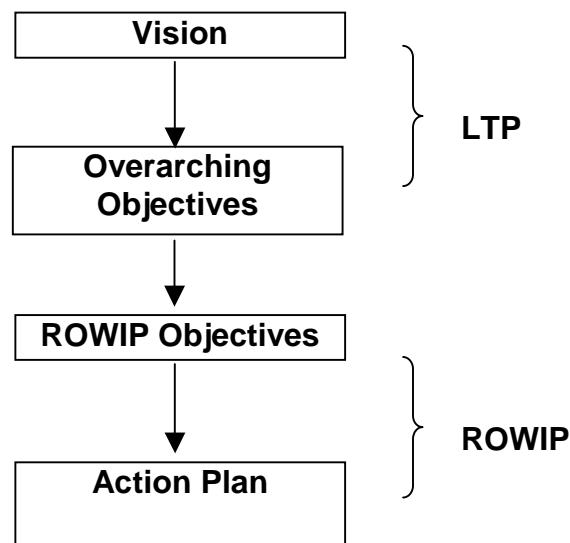 Vision
LTP
Overarching
Objectives
ROWIP Objectives
ROWIP
Action Plan